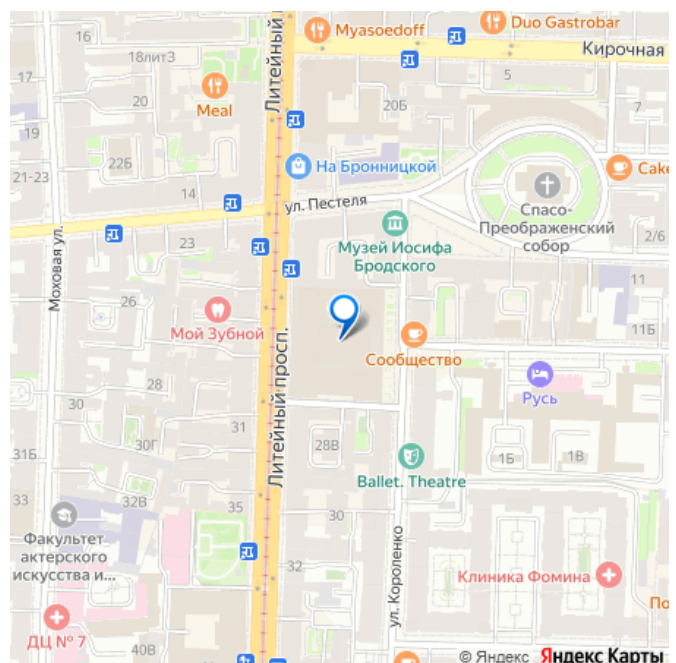 Myasoedoff
Duo Gastrobar
16
18лит3
Литейный
Кирочная
17
5
20
Meal
20Б
7
19
22Б
На Бронницкой
Cake
21-23
14
ул. Пестеля
Спасо-
Преображенский
собор
Музей Иосифа
Бродского
2/6
23
Моховая ул.
11
26
Мой Зубной
11Б
Сообщество
Литейный просп.
28
Русь
30
31
30Г
28В
31Б
1Б
1В
Ballet. Theatre
33
32В
35
30
Факультет
актерского
искусства и...
ул. Короленко
32
Клиника Фомина
По
ДЦ № 7
40В
© Яндекс Яндекс Карты